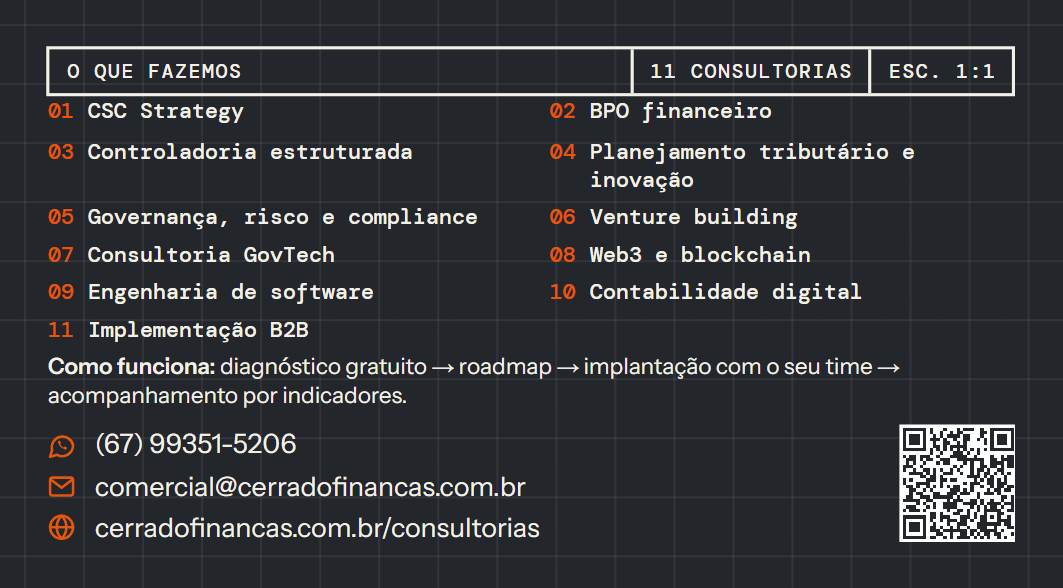 O QUE FAZEMOS 11 CONSULTORIAS ESC. 1:1
01 CSC Strategy
02 BPO financeiro
03 Controladoria estruturada
04 Planejamento tributário e
inovação
05 Governança, risco e compliance
06 Venture building
07 Consultoria GovTech
08 Web3 e blockchain
09 Engenharia de software
10 Contabilidade digital
11 Implementação B2B
Como funciona: diagnóstico gratuito → roadmap → implantação com o seu time →
acompanhamento por indicadores.
(67) 99351-5206
comercial@cerradofinancas.com.br
cerradofinancas.com.br/consultorias